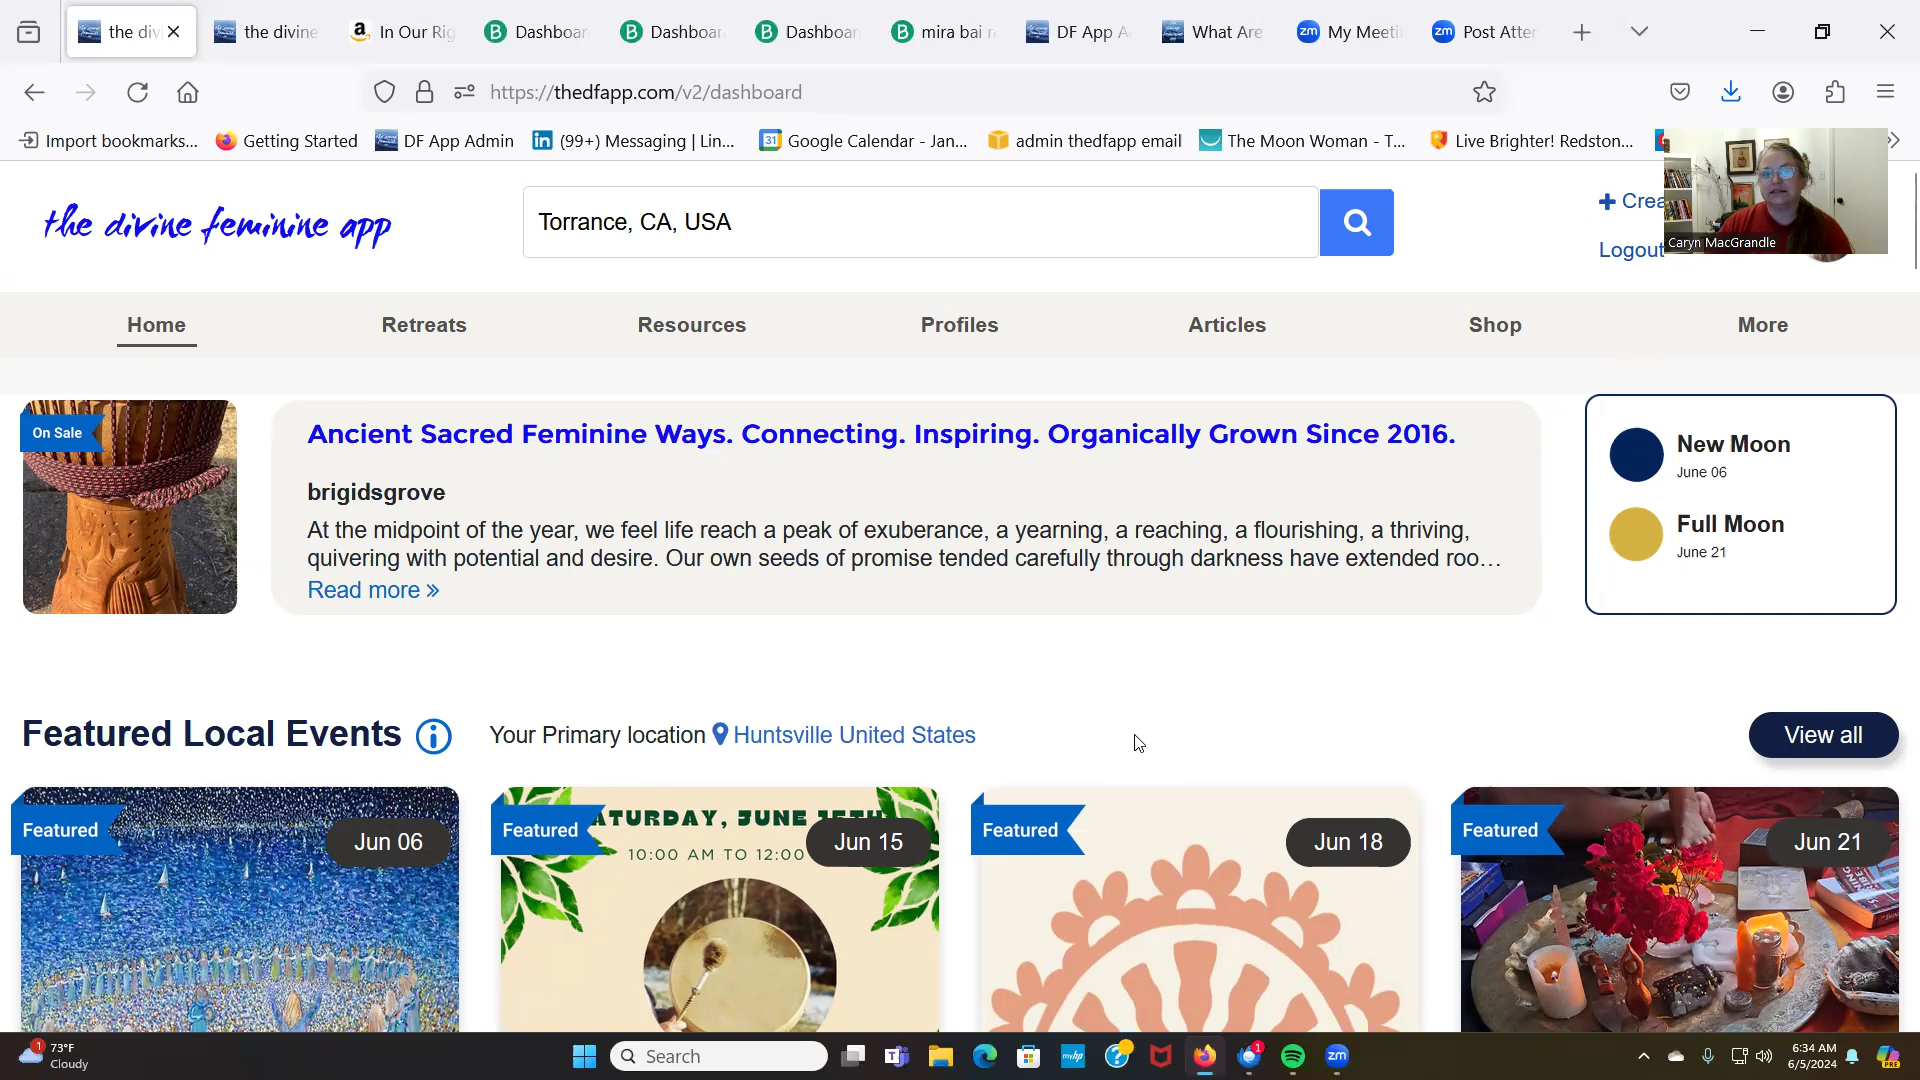 the div
the divine
In Our Rig
Dashboar
Dashboar
Dashboar
mira bai r
DF App A
What Are
My Meeti
Post Atter
https://thedfapp.com/v2/dashboard
Import bookmarks...
Getting Started
DF App Admin
(99+) Messaging | Lin...
Google Calendar - Jan...
admin thedfapp email
The Moon Woman - T...
Live Brighter! Redston...
the divine feminine app
Torrance, CA, USA
+ Crea
Logout
Caryn MacGrandle
Home
Retreats
Resources
Profiles
Articles
Shop
More
On Sale
Ancient Sacred Feminine Ways. Connecting. Inspiring. Organically Grown Since 2016.
brigidsgrove
At the midpoint of the year, we feel life reach a peak of exuberance, a yearning, a reaching, a flourishing, a thriving,
quivering with potential and desire. Our own seeds of promise tended carefully through darkness have extended roo...
Read more »
New Moon
June 06
Full Moon
June 21
Featured Local Events
Your Primary location Huntsville United States
View all
Featured
Jun 06
Featured
ATURDAY, JUNE 15TH
Jun 15
10:00 AM TO 12:00
Featured
Jun 18
Featured
Jun 21
1
73°F
Cloudy
Search
myhp
1
zm
6:34 AM
6/5/2024